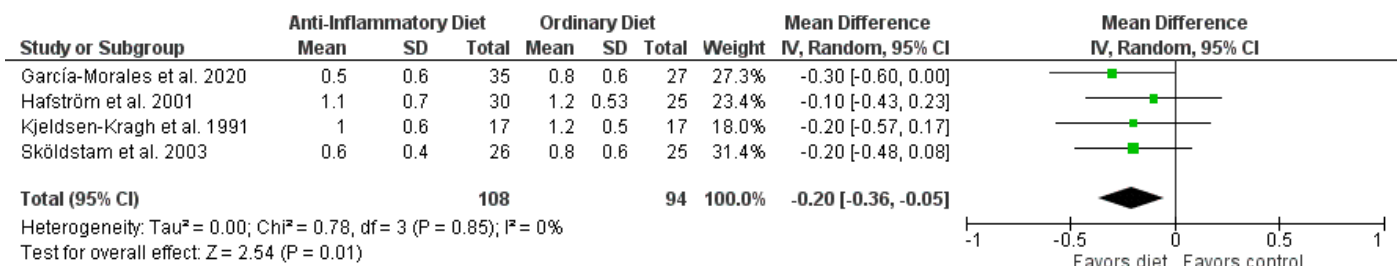 Anti-Inflammatory Diet Ordinary Diet Mean Difference Mean Difference
Study or Subgroup Mean SD Total Mean SD Total Weight IV, Random, 95% CI IV, Random, 95% CI
García-Morales et al. 2020 0.5 0.6 35 0.8 0.6 27 27.3% -0.30 [-0.60, 0.00]
Hafström et al. 2001 1.1 0.7 30 1.2 0.53 25 23.4% -0.10 [-0.43, 0.23]
Kjeldsen-Kragh et al. 1991 1 0.6 17 1.2 0.5 17 18.0% -0.20 [-0.57, 0.17]
Sköldstam et al. 2003 0.6 0.4 26 0.8 0.6 25 31.4% -0.20 [-0.48, 0.08]
Total (95% CI) 108 94 100.0% -0.20 [-0.36, -0.05]
Heterogeneity: Tau² = 0.00; Chi² = 0.78, df = 3 (P = 0.85); I² = 0%
Test for overall effect: Z = 2.54 (P = 0.01)
-1 -0.5 0 0.5 1
Favors diet Favors control